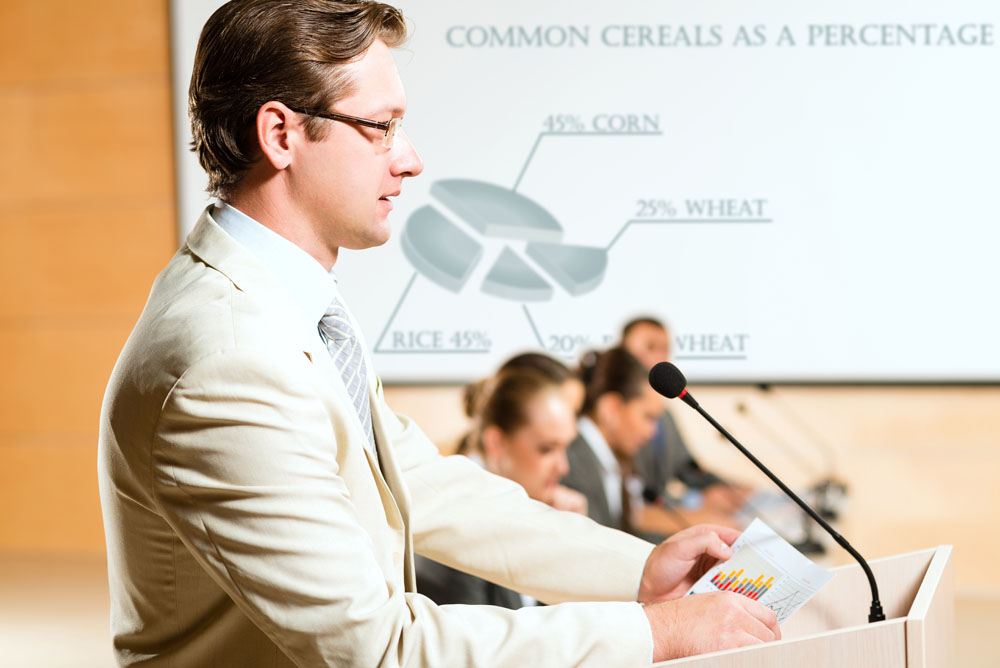 COMMON CEREALS AS A PERCENTAGE
45% CORN
25% WHEAT
RICE 45%
20% WHEAT